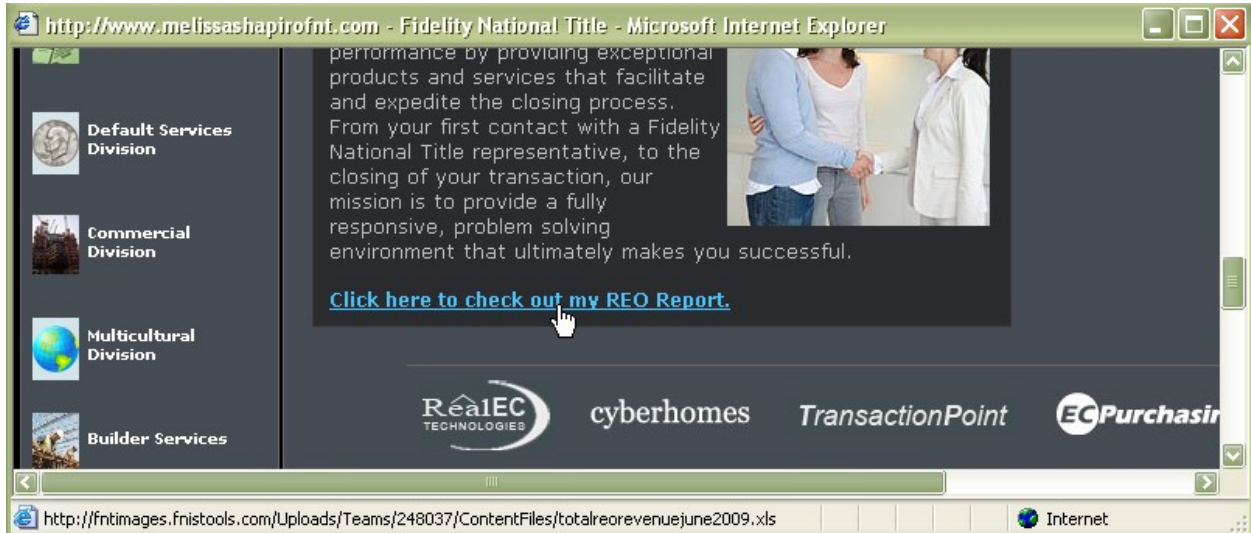 http://www.melissashapirofnt.com - Fidelity National Title - Microsoft Internet Explorer
Default Services
Division
Commercial
Division
Multicultural
Division
Builder Services
performance by providing exceptional
products and services that facilitate
and expedite the closing process.
From your first contact with a Fidelity
National Title representative, to the
closing of your transaction, our
mission is to provide a fully
responsive, problem solving
environment that ultimately makes you successful.
Click here to check out my REO Report.
RealEC
TECHNOLOGIES
cyberhomes
TransactionPoint
ECPurchasin
http://fntimages.fnistools.com/Uploads/Teams/248037/ContentFiles/totalreorevenuejune2009.xls
Internet